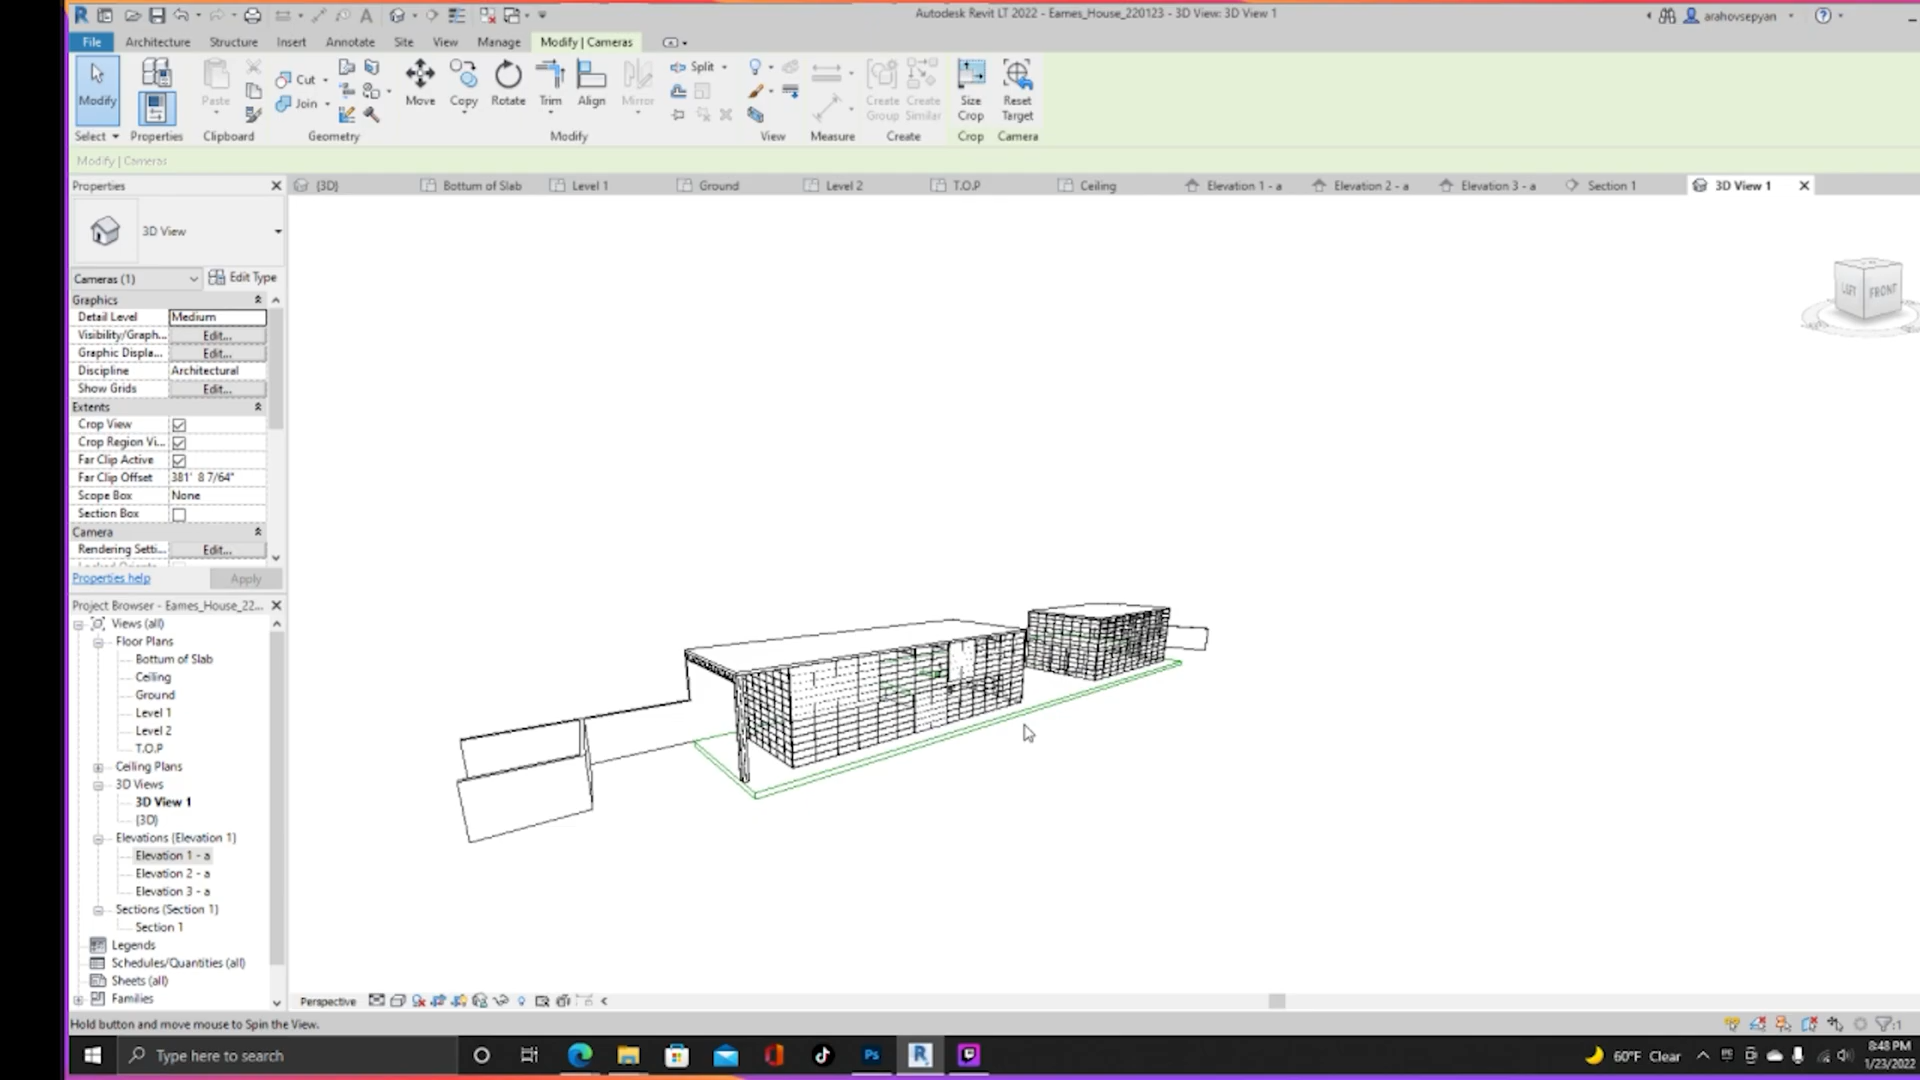 Autodesk Revit LT 2022 - Eames_House_220123 - 3D View: 3D View 1
arahovsepyan
File Architecture Structure Insert Annotate Site View Manage Modify | Cameras
Modify
Select
Properties
Paste
Clipboard
Cut
Join
Geometry
Move
Copy
Rotate
Trim
Align
Mirror
Split
Modify
View
Measure
Create Group
Create Similar
Create
Size Crop
Crop
Reset Target
Camera
Modify | Cameras
Properties
{3D} Bottum of Slab Level 1 Ground Level 2 T.O.P Ceiling Elevation 1 - a Elevation 2 - a Elevation 3 - a Section 1 3D View 1
3D View
Cameras (1) Edit Type
Graphics
Detail Level Medium
Visibility/Graph... Edit...
Graphic Displa... Edit...
Discipline Architectural
Show Grids Edit...
Extents
Crop View
Crop Region Vi...
Far Clip Active
Far Clip Offset 381' 8 7/64"
Scope Box None
Section Box
Camera
Rendering Setti... Edit...
Properties help Apply
Project Browser - Eames_House_22...
Views (all)
Floor Plans
Bottum of Slab
Ceiling
Ground
Level 1
Level 2
T.O.P
Ceiling Plans
3D Views
3D View 1
{3D}
Elevations (Elevation 1)
Elevation 1 - a
Elevation 2 - a
Elevation 3 - a
Sections (Section 1)
Section 1
Legends
Schedules/Quantities (all)
Sheets (all)
Families
LEFT FRONT
Perspective
Hold button and move mouse to Spin the View.
:1
Type here to search
Ps
R
60°F Clear
8:48 PM
1/23/2022